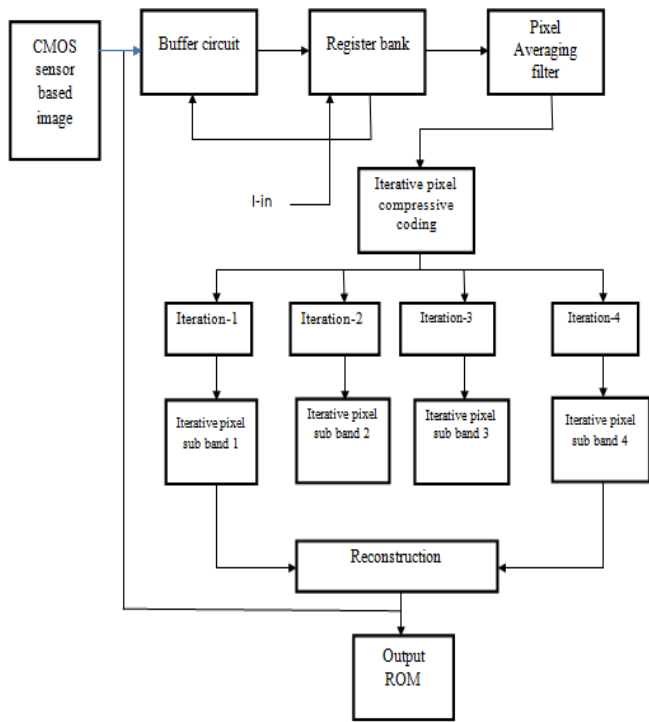 CMOS
sensor
based
image
Buffer circuit
Register bank
Pixel
Averaging
filter
I-in
Iterative pixel
compressive
coding
Iteration-1
Iteration-2
Iteration-3
Iteration-4
Iterative pixel
sub band 1
Iterative pixel
sub band 2
Iterative pixel
sub band 3
Iterative pixel
sub band 4
Reconstruction
Output
ROM